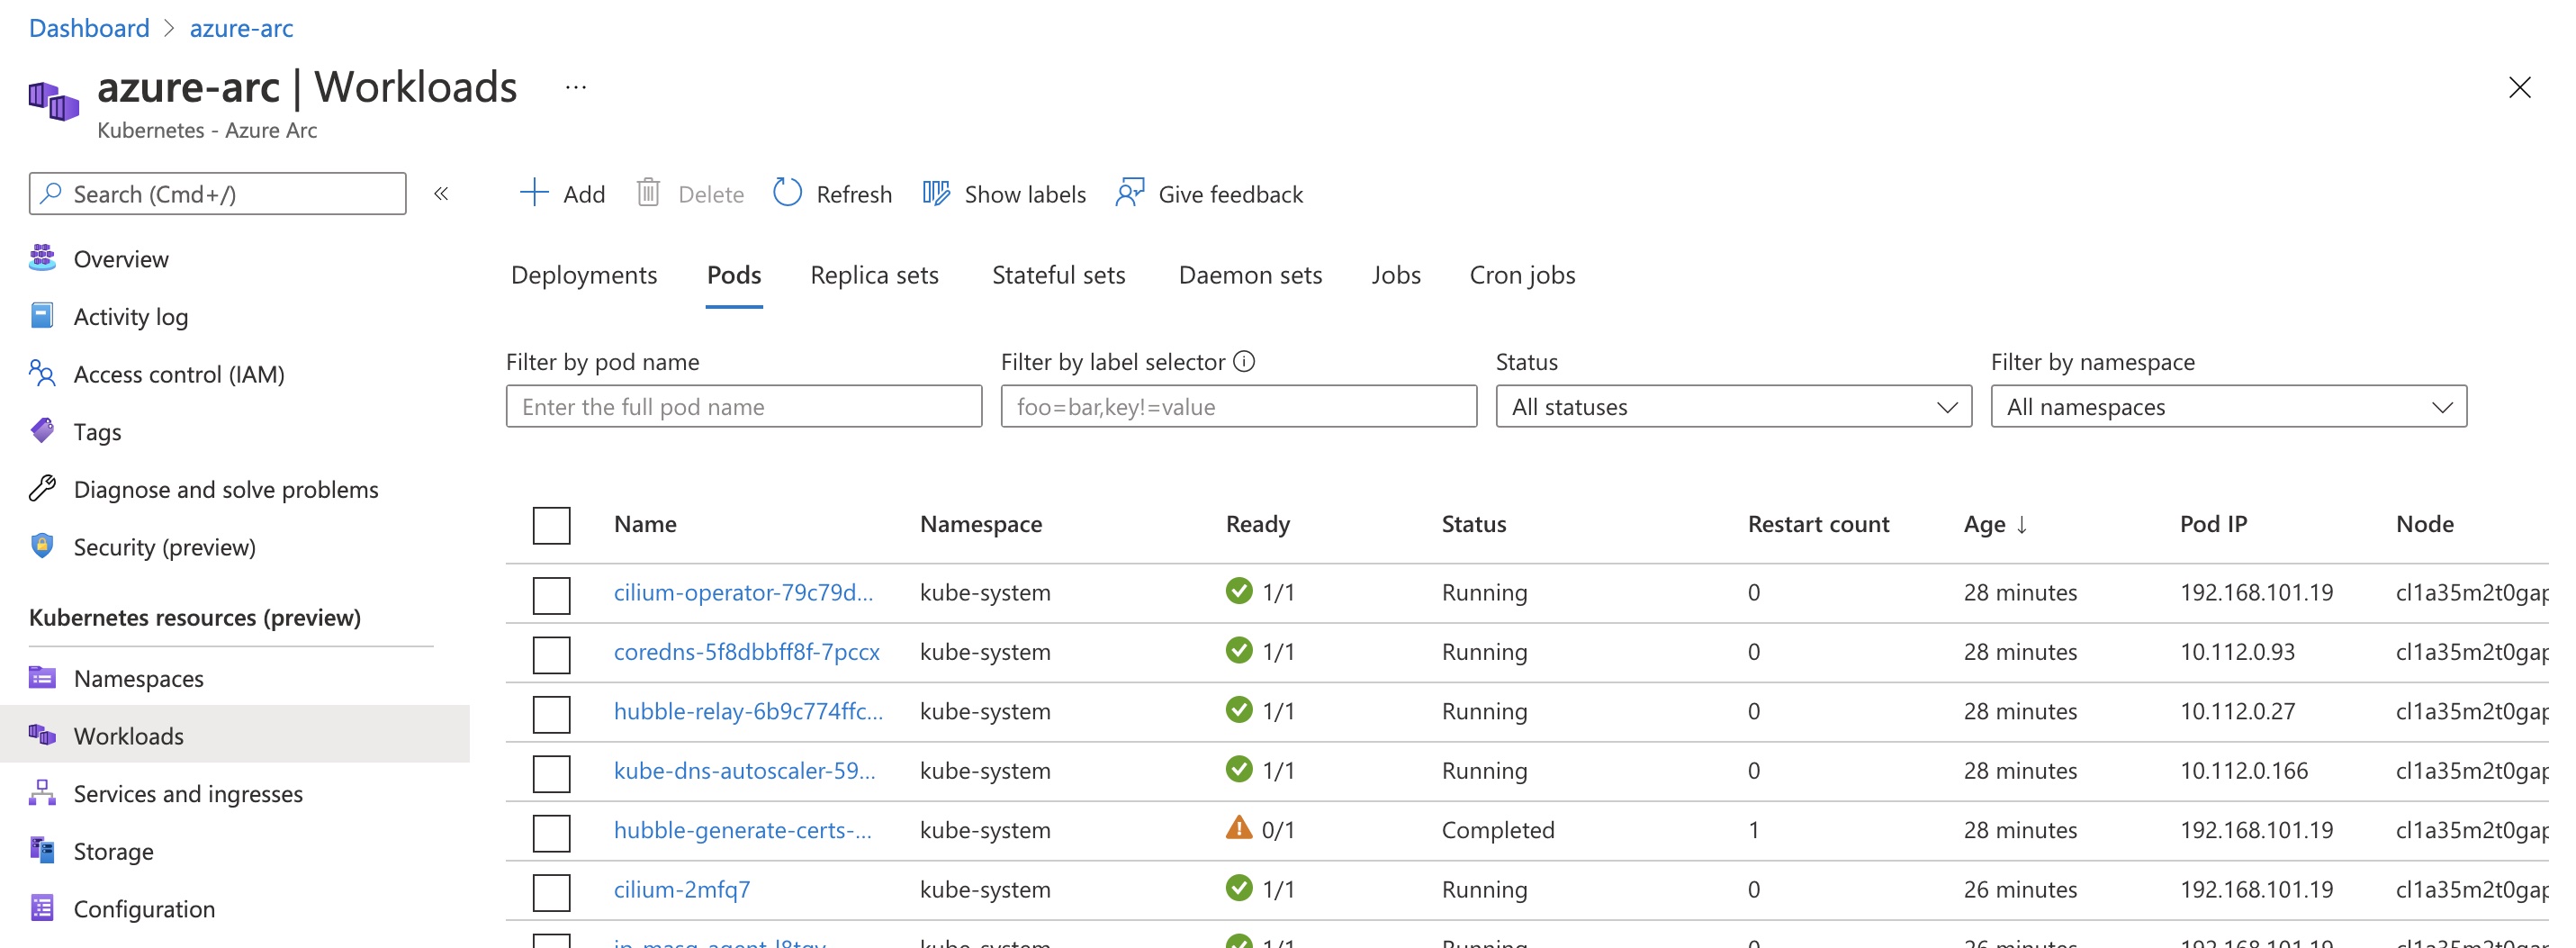 Dashboard > azure-arc
azure-arc | Workloads ...
Kubernetes - Azure Arc
Search (Cmd+/) «
Overview
Activity log
Access control (IAM)
Tags
Diagnose and solve problems
Security (preview)
Kubernetes resources (preview)
Namespaces
Workloads
Services and ingresses
Storage
Configuration
Add Delete Refresh Show labels Give feedback
Deployments Pods Replica sets Stateful sets Daemon sets Jobs Cron jobs
Filter by pod name Filter by label selector Status Filter by namespace
Enter the full pod name foo=bar,key!=value All statuses All namespaces
Name Namespace Ready Status Restart count Age ↓ Pod IP Node
cilium-operator-79c79d... kube-system 1/1 Running 0 28 minutes 192.168.101.19 cl1a35m2t0gap
coredns-5f8dbbff8f-7pccx kube-system 1/1 Running 0 28 minutes 10.112.0.93 cl1a35m2t0gap
hubble-relay-6b9c774ffc... kube-system 1/1 Running 0 28 minutes 10.112.0.27 cl1a35m2t0gap
kube-dns-autoscaler-59... kube-system 1/1 Running 0 28 minutes 10.112.0.166 cl1a35m2t0gap
hubble-generate-certs-... kube-system 0/1 Completed 1 28 minutes 192.168.101.19 cl1a35m2t0gap
cilium-2mfq7 kube-system 1/1 Running 0 26 minutes 192.168.101.19 cl1a35m2t0gap
kube-system 1/1 Running 0 26 minutes 192.168.101.19